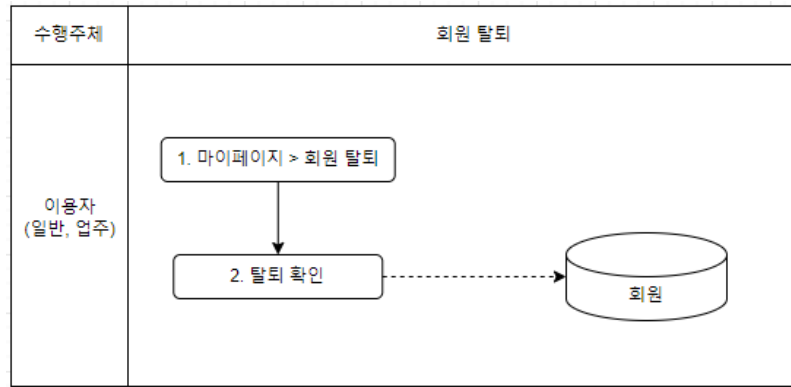 수행주체
회원 탈퇴
이용자
(일반, 업주)
1. 마이페이지 > 회원 탈퇴
2. 탈퇴 확인
회원